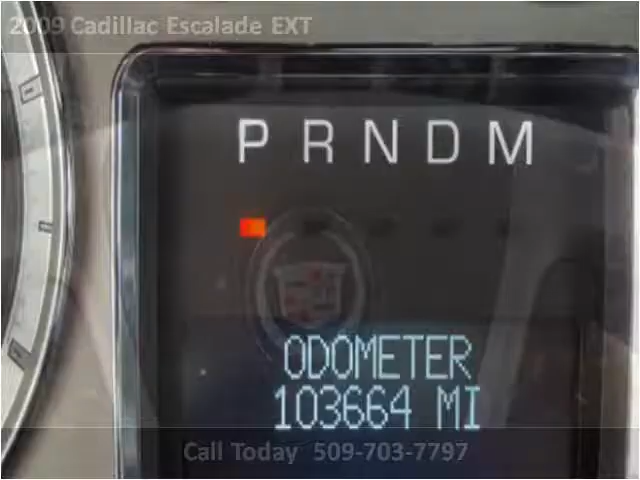 2009 Cadillac Escalade EXT
P R N D M
ODOMETER
103664 MI
Call Today 509-703-7797